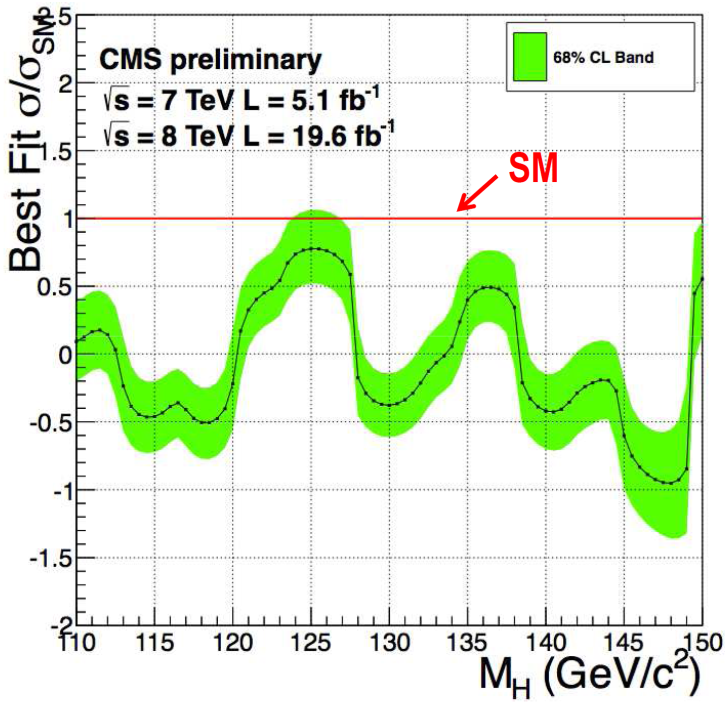 Best Fit σ/σSM
2.5
2
1.5
1
0.5
0
-0.5
-1
-1.5
-2
CMS preliminary
√s = 7 TeV L = 5.1 fb⁻¹
√s = 8 TeV L = 19.6 fb⁻¹
68% CL Band
SM
110 115 120 125 130 135 140 145 150
M_H (GeV/c²)